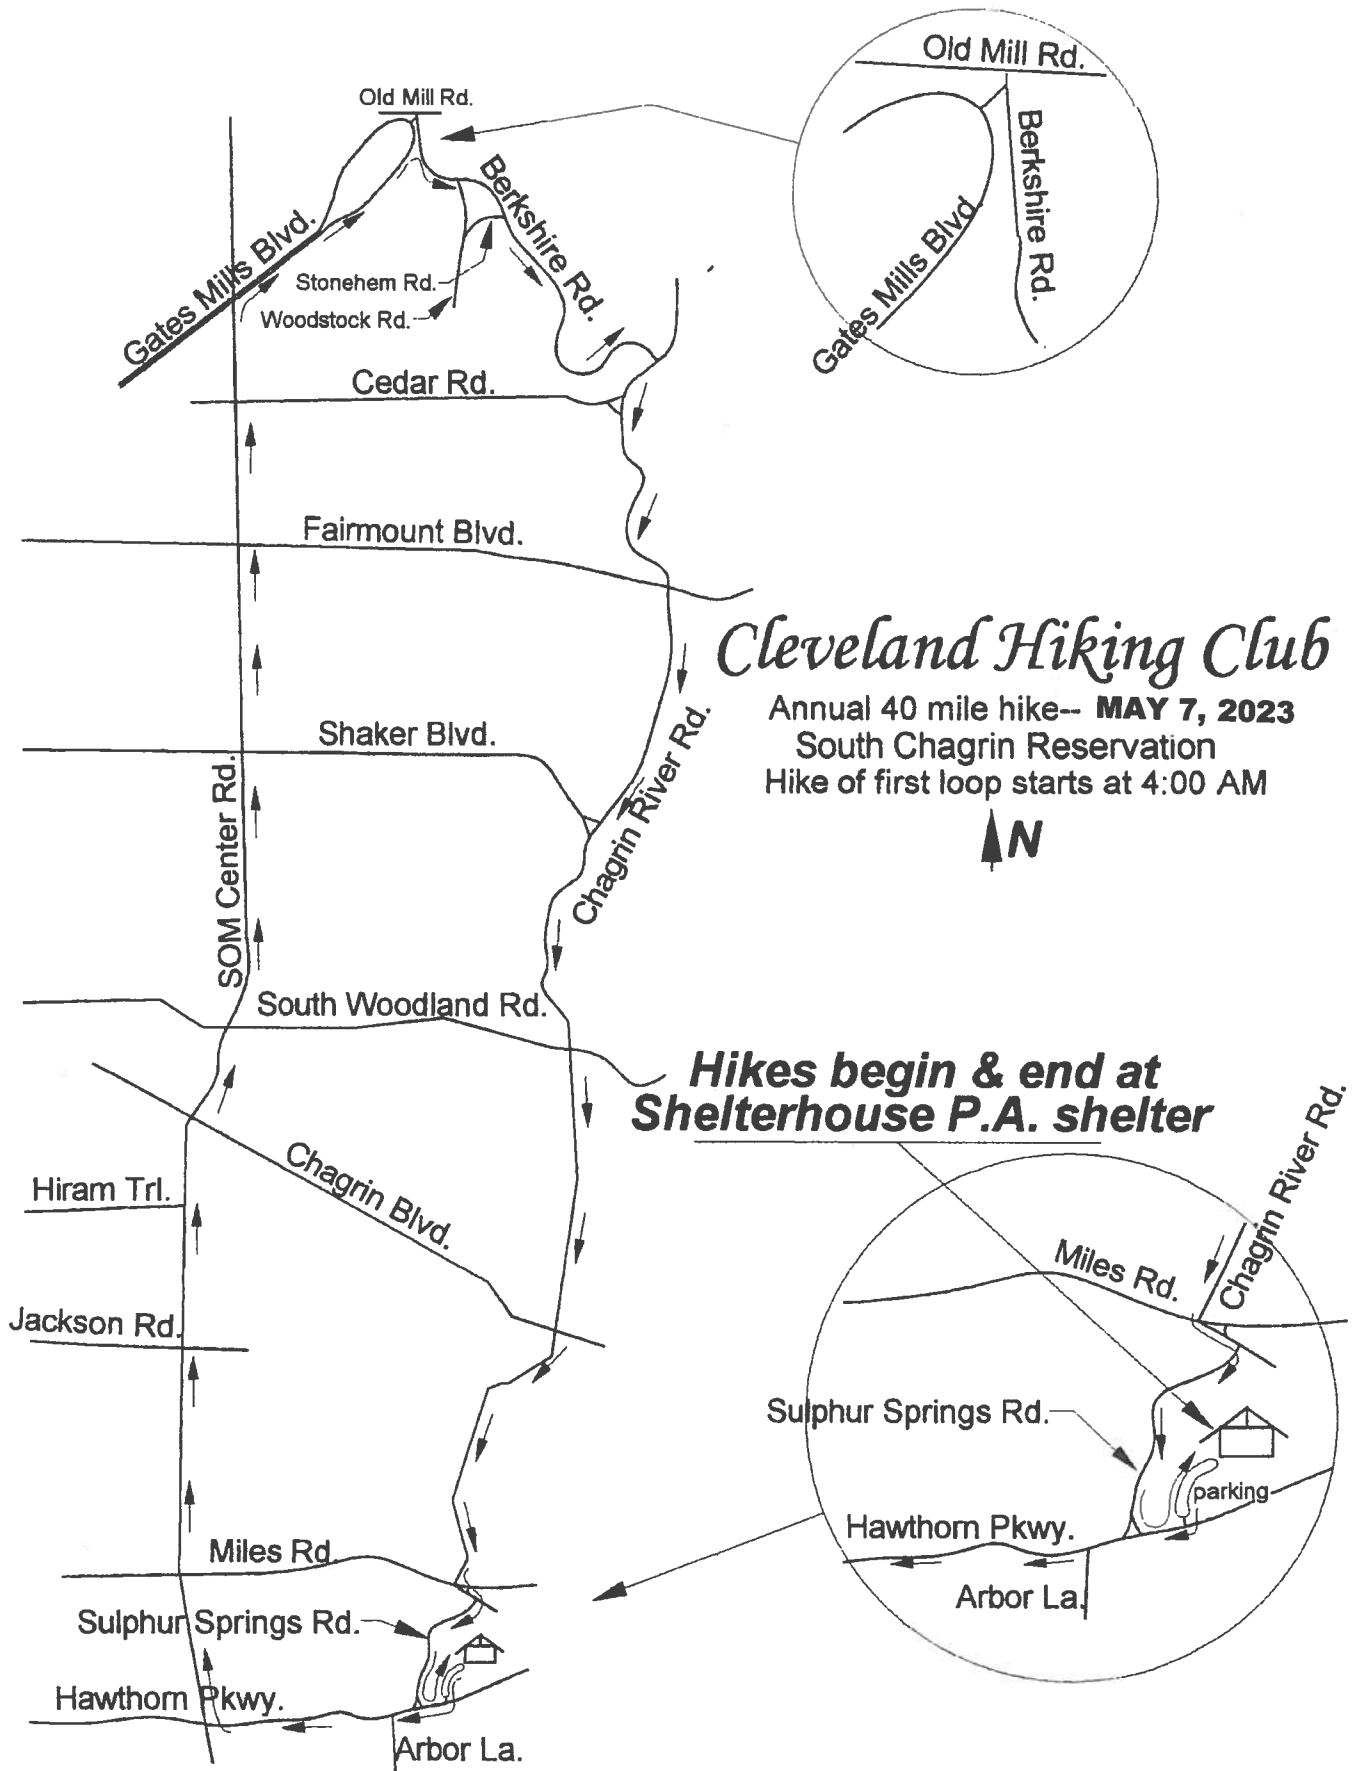 Old Mill Rd.
Old Mill Rd.
Berkshire Rd.
Gates Mills Blvd.
Berkshire Rd.
Gates Mills Blvd.
Stonehem Rd.
Woodstock Rd.
Cedar Rd.
Fairmount Blvd.
Cleveland Hiking Club
Annual 40 mile hike-- MAY 7, 2023
South Chagrin Reservation
Hike of first loop starts at 4:00 AM
N
Shaker Blvd.
SOM Center Rd.
Chagrin River Rd.
South Woodland Rd.
Hikes begin & end at
Shelterhouse P.A. shelter
Chagrin Blvd.
Hiram Trl.
Jackson Rd.
Chagrin River Rd.
Miles Rd.
Sulphur Springs Rd.
parking
Hawthorn Pkwy.
Arbor La.
Miles Rd.
Sulphur Springs Rd.
Hawthorn Pkwy.
Arbor La.